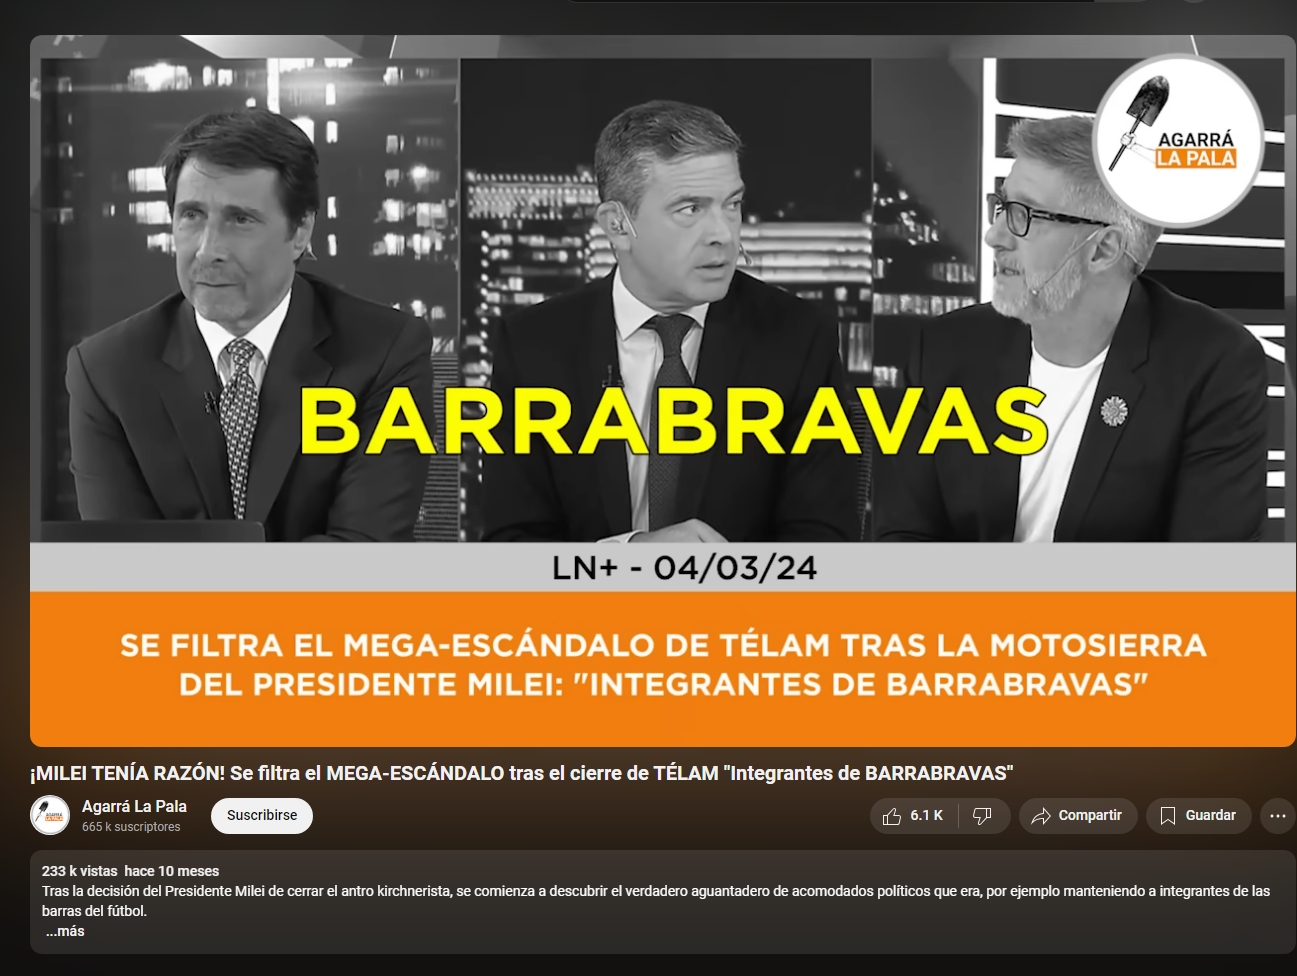 AGARRÁ
LA PALA
BARRABRAVAS
LN+ - 04/03/24
SE FILTRA EL MEGA-ESCÁNDALO DE TÉLAM TRAS LA MOTOSIERRA
DEL PRESIDENTE MILEI: "INTEGRANTES DE BARRABRAVAS"
¡MILEI TENÍA RAZÓN! Se filtra el MEGA-ESCÁNDALO tras el cierre de TÉLAM "Integrantes de BARRABRAVAS"
Agarrá La Pala
665 k suscriptores
Suscribirse
6.1 K
Compartir
Guardar
233 k vistas hace 10 meses
Tras la decisión del Presidente Milei de cerrar el antro kirchnerista, se comienza a descubrir el verdadero aguantadero de acomodados políticos que era, por ejemplo manteniendo a integrantes de las
barras del fútbol.
...más